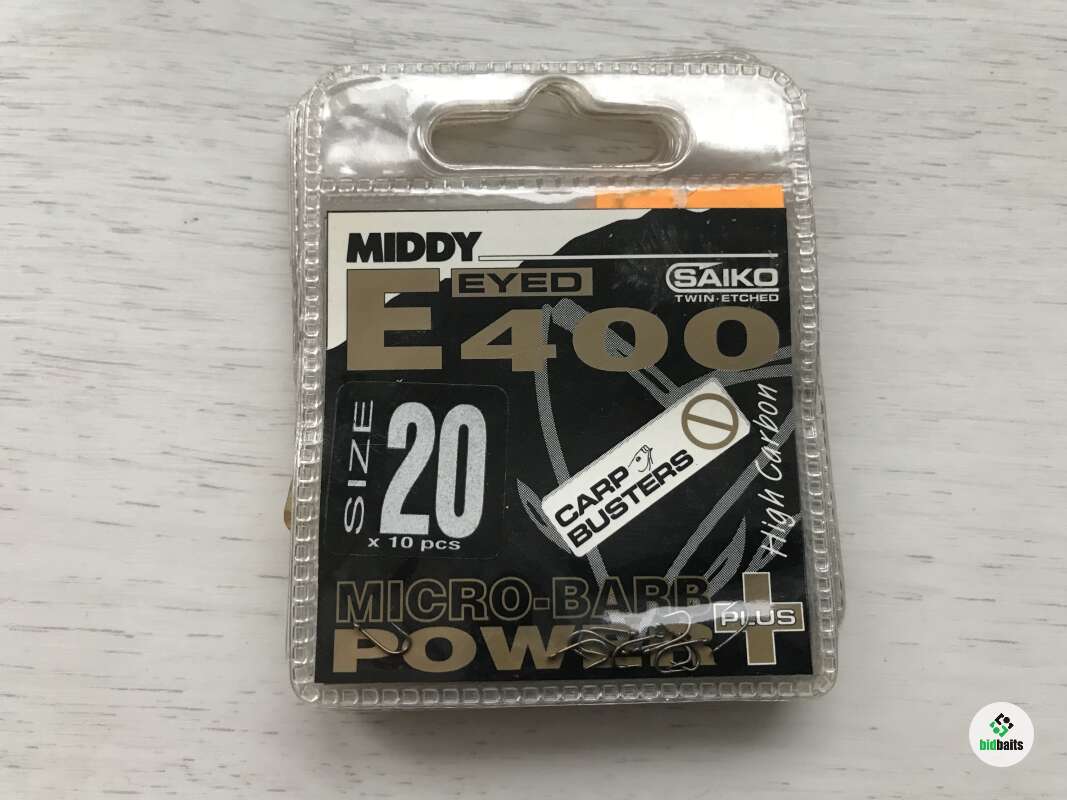 MIDDY
EYED
E400
SAIKO
TWIN-ETCHED
SIZE
20
x 10 pcs
CARP
BUSTERS
High Carbon
MICRO-BARB
POWER
PLUS
bidbaits